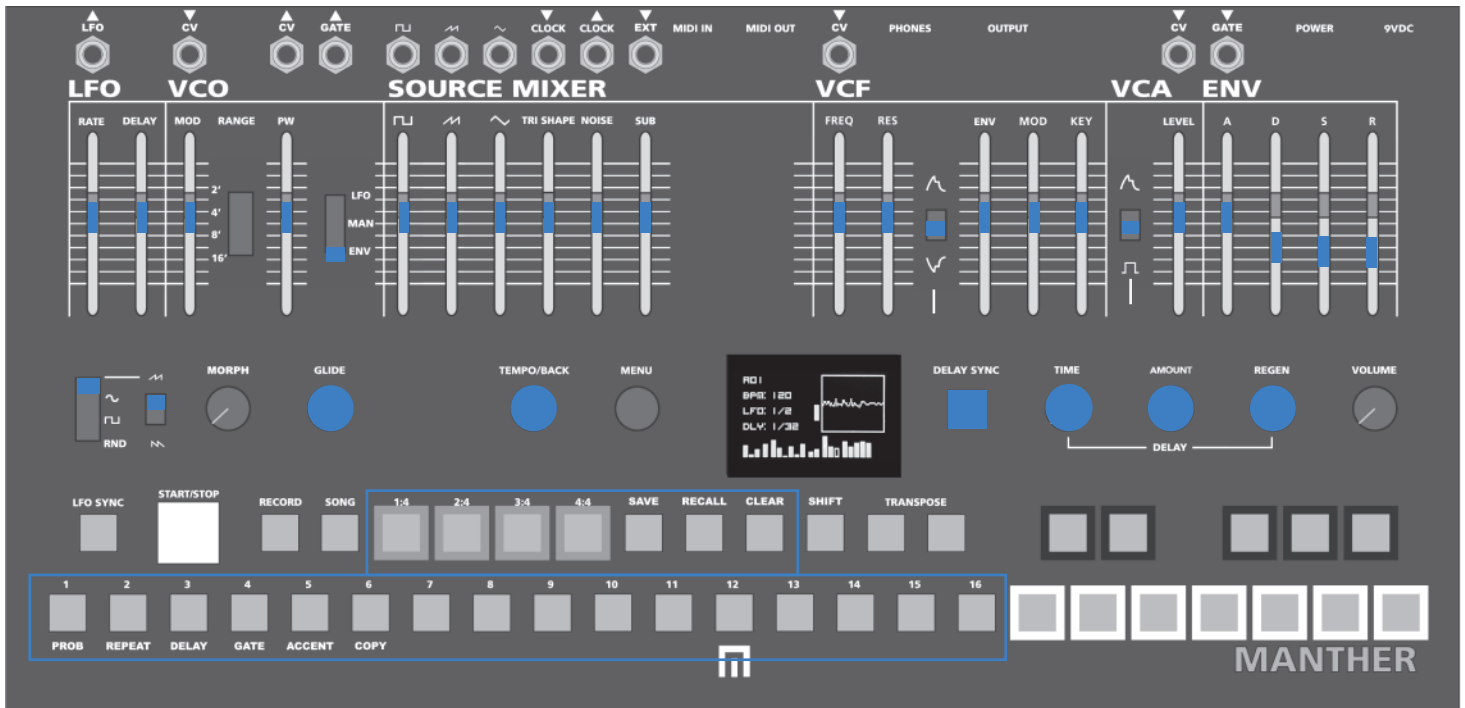 LFO CV CV GATE CLOCK CLOCK EXT MIDI IN MIDI OUT CV PHONES OUTPUT CV GATE POWER 9VDC
LFO VCO SOURCE MIXER VCF VCA ENV
RATE DELAY MOD RANGE PW TRI SHAPE NOISE SUB FREQ RES ENV MOD KEY LEVEL A D S R
2'
LFO
4'
MAN
8'
ENV
16'
MORPH GLIDE TEMPO/BACK MENU DELAY SYNC TIME AMOUNT REGEN VOLUME
A01
BPM: 120
LFO: 1/2
DLY: 1/32
RND
DELAY
LFO SYNC START/STOP RECORD SONG 1:4 2:4 3:4 4:4 SAVE RECALL CLEAR SHIFT TRANSPOSE
1 2 3 4 5 6 7 8 9 10 11 12 13 14 15 16
PROB REPEAT DELAY GATE ACCENT COPY
MANTHER